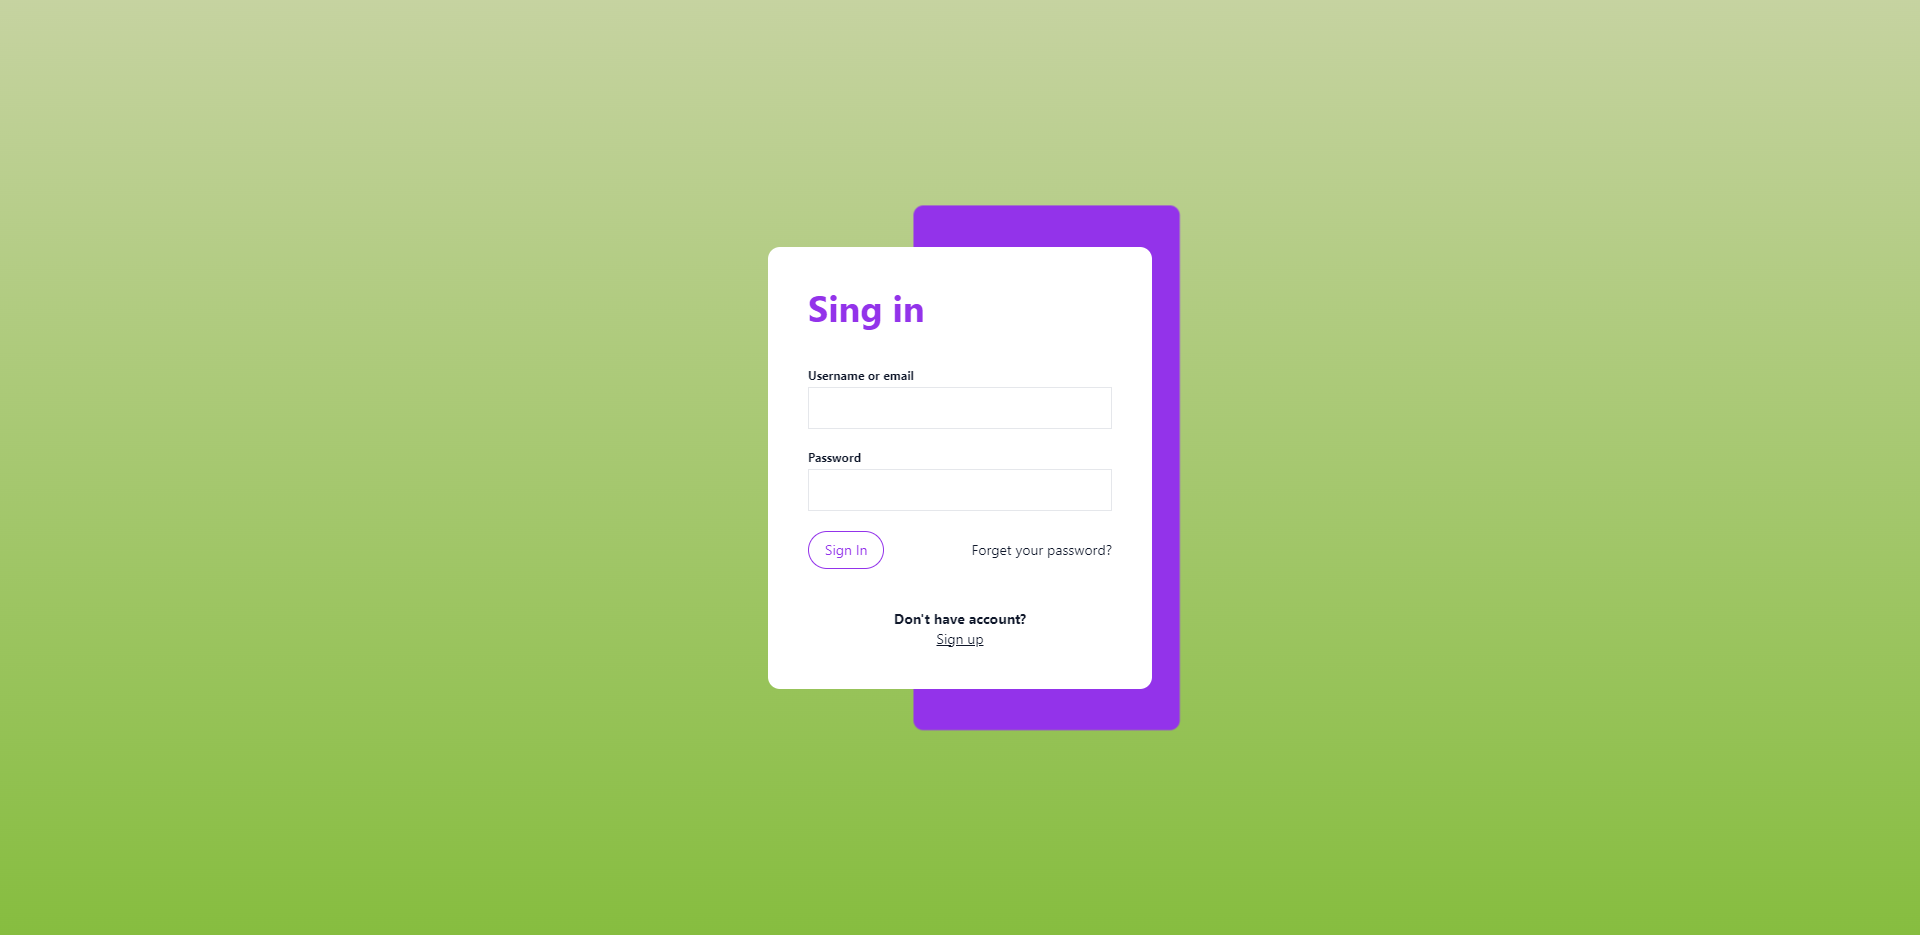 Sing in
Username or email
Password
Sign In
Forget your password?
Don't have account?
Sign up